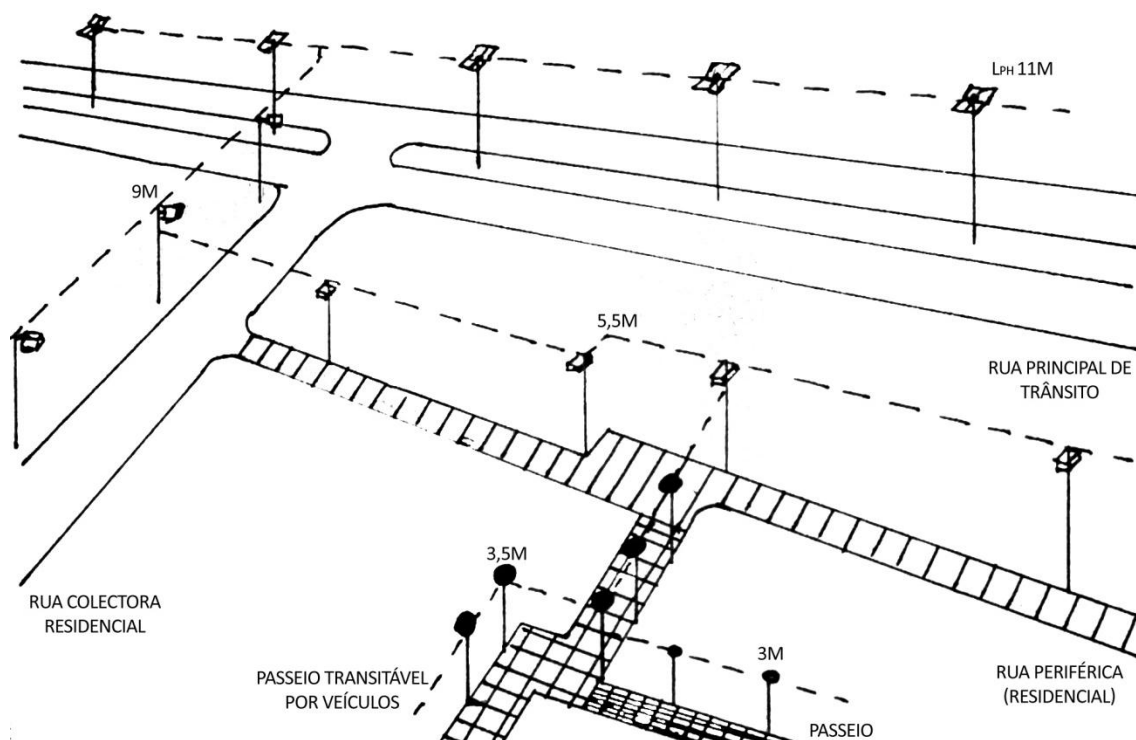 LPH 11M
9M
5,5M
RUA PRINCIPAL DE
TRÂNSITO
3,5M
RUA COLECTORA
RESIDENCIAL
PASSEIO TRANSITÁVEL
POR VEÍCULOS
3M
RUA PERIFÉRICA
(RESIDENCIAL)
PASSEIO